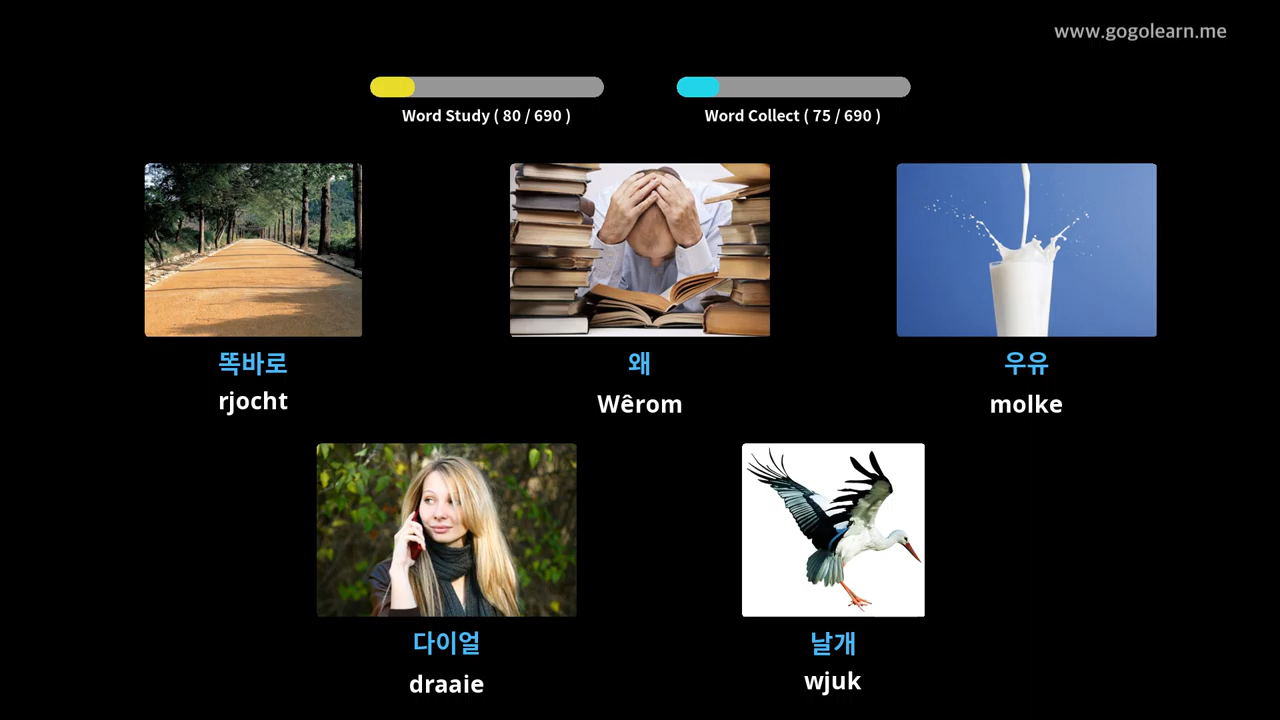 www.gogolearn.me
Word Study ( 80 / 690 )
Word Collect ( 75 / 690 )
똑바로
rjocht
왜
Wêrom
우유
molke
다이얼
draaie
날개
wjuk